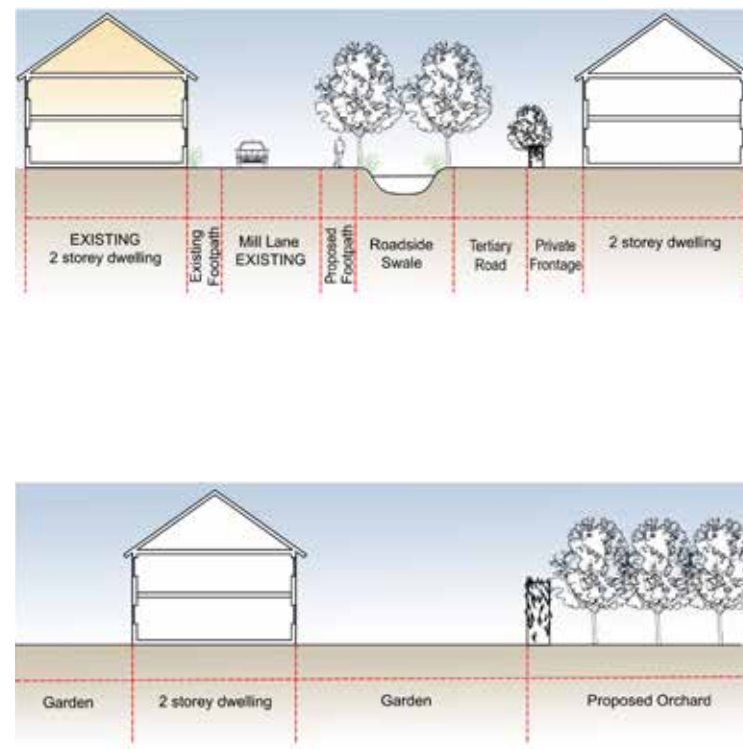 EXISTING
2 storey dwelling
Existing
Footpath
Mill Lane
EXISTING
Proposed
Footpath
Roadside
Swale
Tertiary
Road
Private
Frontage
2 storey dwelling
Garden
2 storey dwelling
Garden
Proposed Orchard